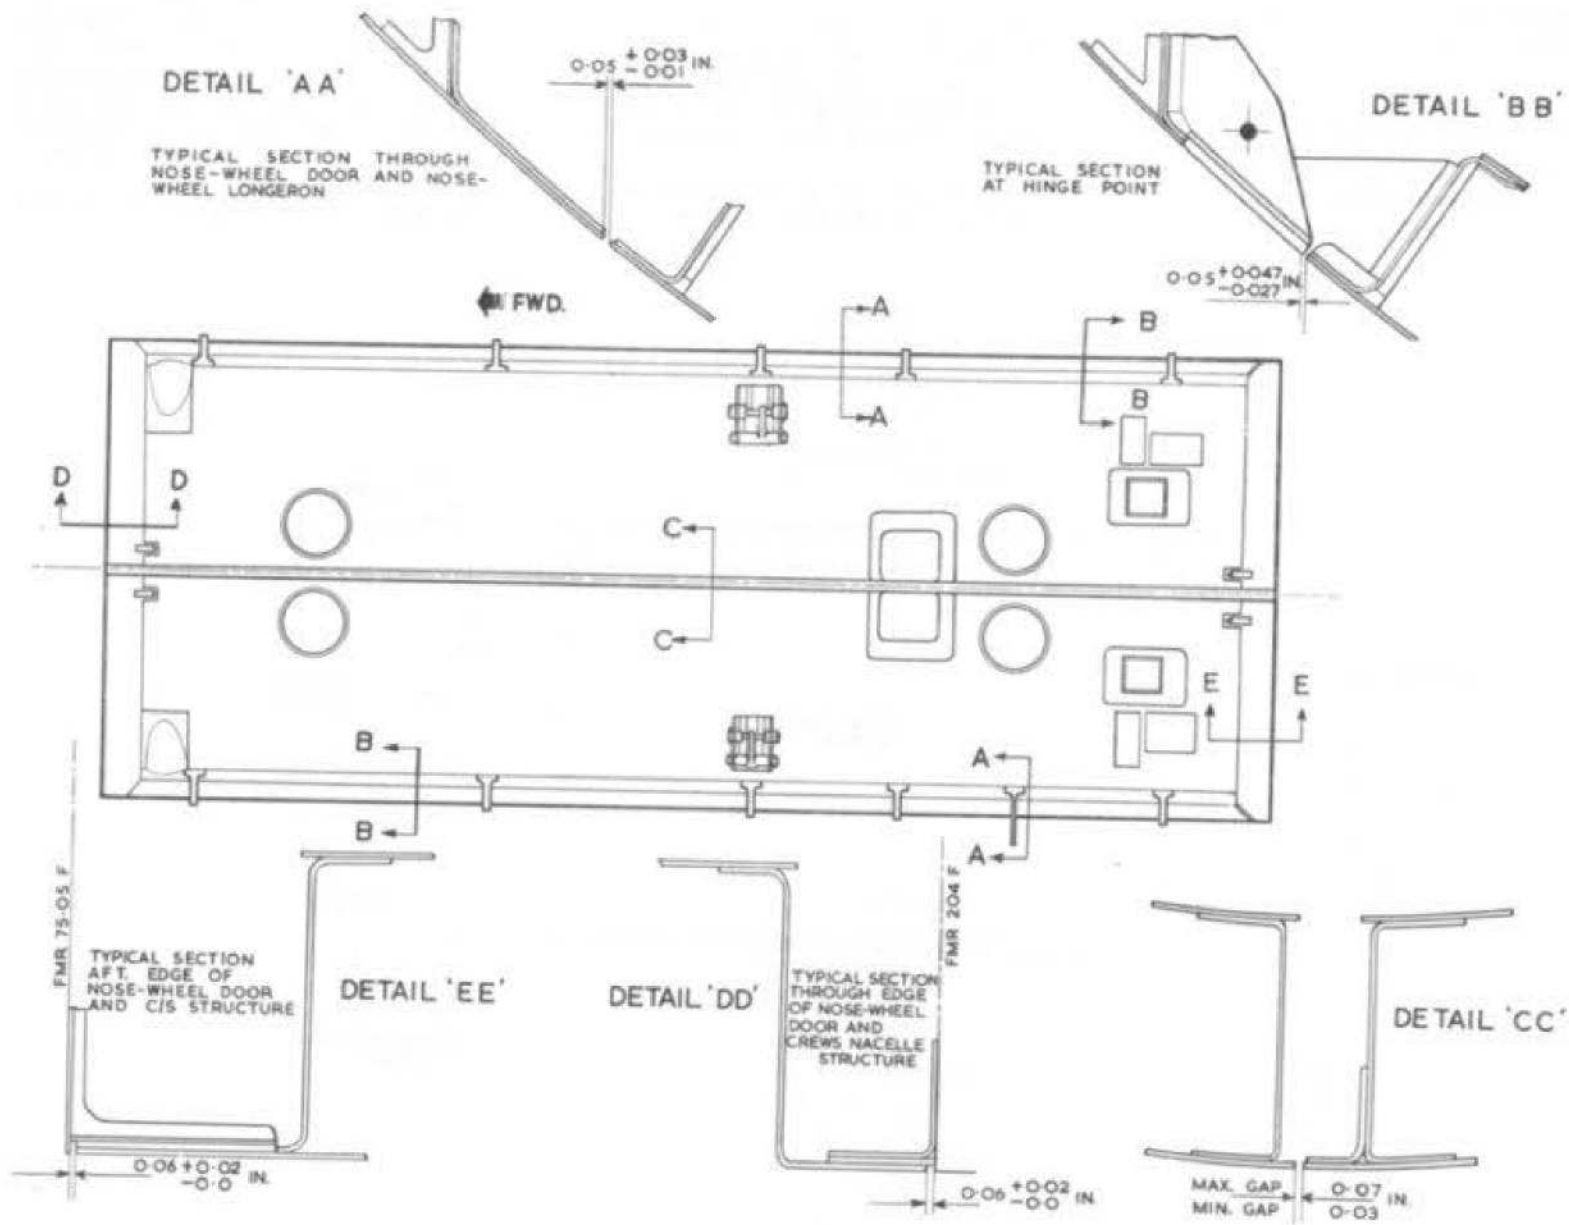 DETAIL 'AA'
TYPICAL SECTION THROUGH
NOSE-WHEEL DOOR AND NOSE-
WHEEL LONGERON
0·05 +0·03 IN.
-0·01
DETAIL 'BB'
TYPICAL SECTION
AT HINGE POINT
0·05 +0·047 IN.
-0·027
FWD.
A
A
B
B
D
D
C
C
E
E
B
B
A
A
FMR 75·05 F
TYPICAL SECTION
AFT. EDGE OF
NOSE-WHEEL DOOR
AND C/S STRUCTURE
DETAIL 'EE'
0·06 +0·02 IN.
-0·0
DETAIL 'DD'
TYPICAL SECTION
THROUGH EDGE
OF NOSE-WHEEL
DOOR AND
CREWS NACELLE
STRUCTURE
FMR 204 F
0·06 +0·02 IN.
-0·0
DETAIL 'CC'
MAX. GAP 0·07 IN.
MIN. GAP 0·03